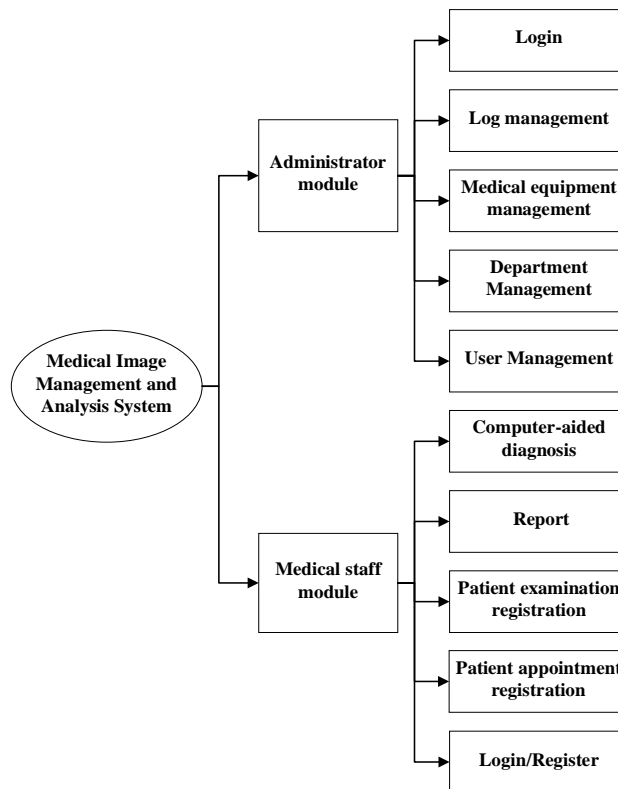 Login
Log management
Administrator
module
Medical equipment
management
Department
Management
User Management
Medical Image
Management and
Analysis System
Computer-aided
diagnosis
Report
Medical staff
module
Patient examination
registration
Patient appointment
registration
Login/Register